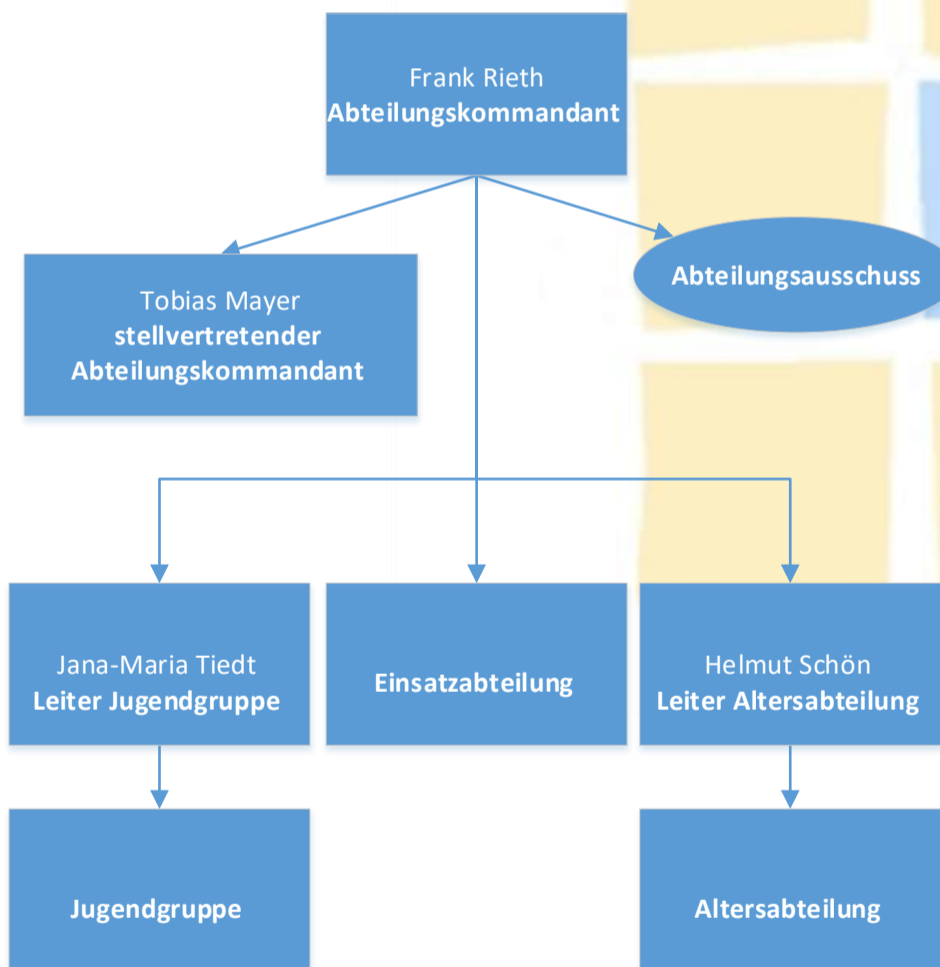 Frank Rieth
Abteilungskommandant
Tobias Mayer
stellvertretender
Abteilungskommandant
Abteilungsausschuss
Jana-Maria Tiedt
Leiter Jugendgruppe
Einsatzabteilung
Helmut Schön
Leiter Altersabteilung
Jugendgruppe
Altersabteilung